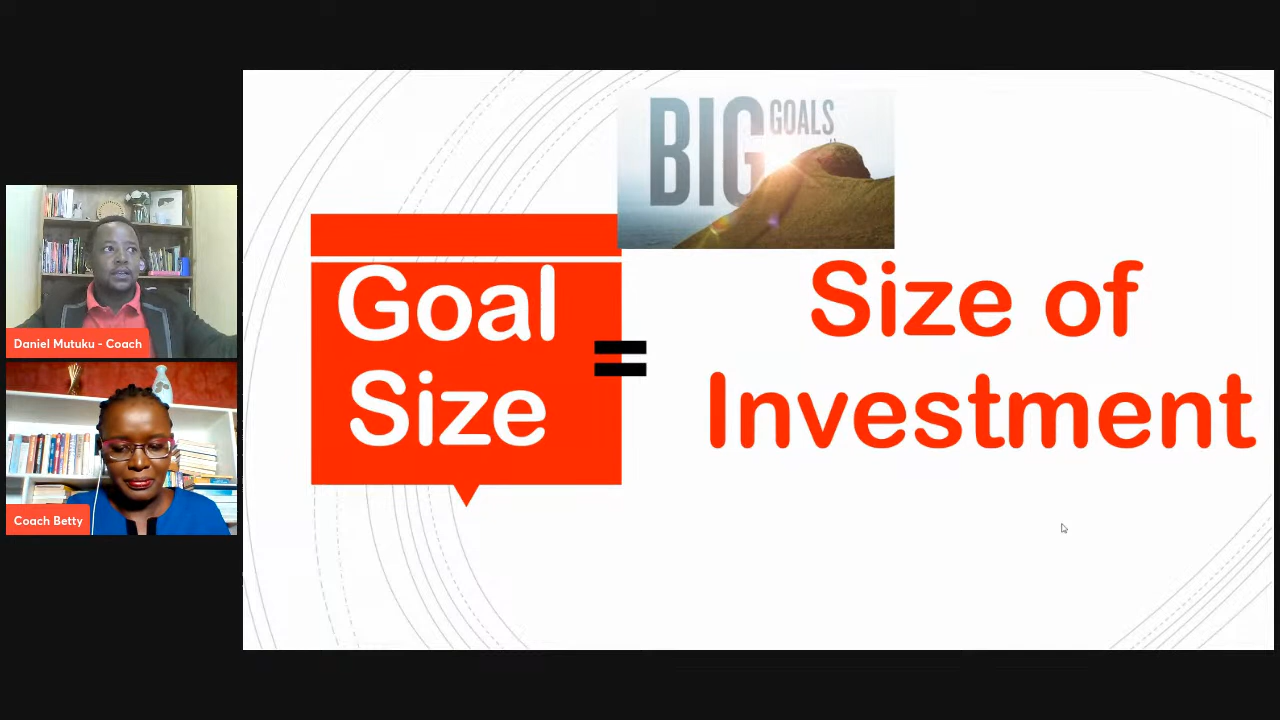 BIG GOALS
Goal
Size
=
Size of
Investment
Daniel Mutuku - Coach
Coach Betty